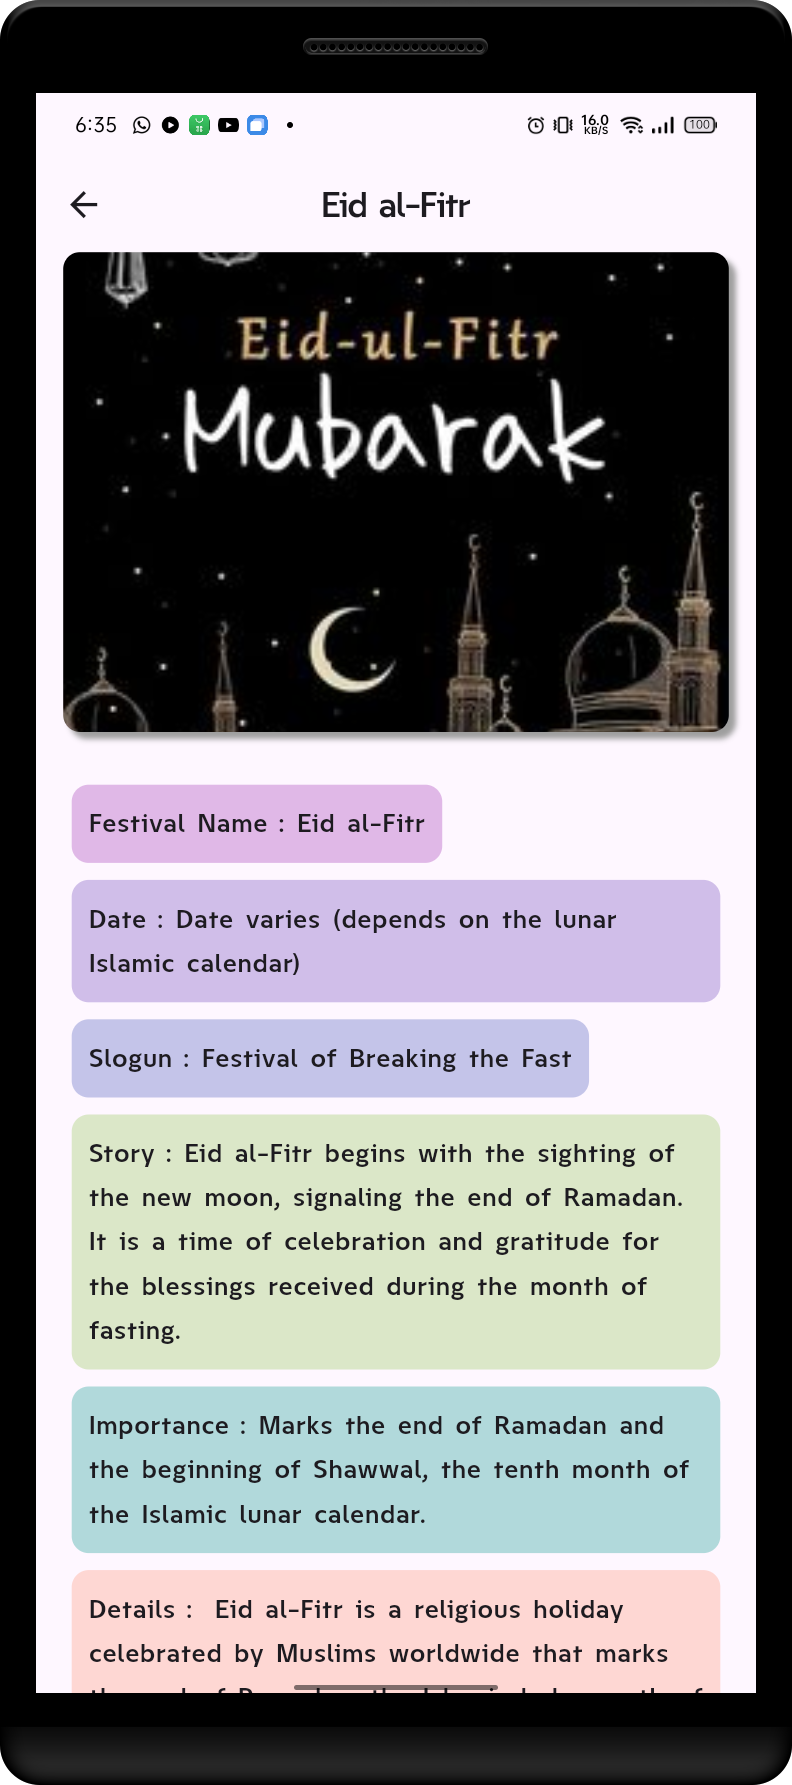 6:35
16.0
KB/S
100
Eid al-Fitr
Eid-ul-Fitr
Mubarak
Festival Name : Eid al-Fitr
Date : Date varies (depends on the lunar
Islamic calendar)
Slogun : Festival of Breaking the Fast
Story : Eid al-Fitr begins with the sighting of
the new moon, signaling the end of Ramadan.
It is a time of celebration and gratitude for
the blessings received during the month of
fasting.
Importance : Marks the end of Ramadan and
the beginning of Shawwal, the tenth month of
the Islamic lunar calendar.
Details : Eid al-Fitr is a religious holiday
celebrated by Muslims worldwide that marks